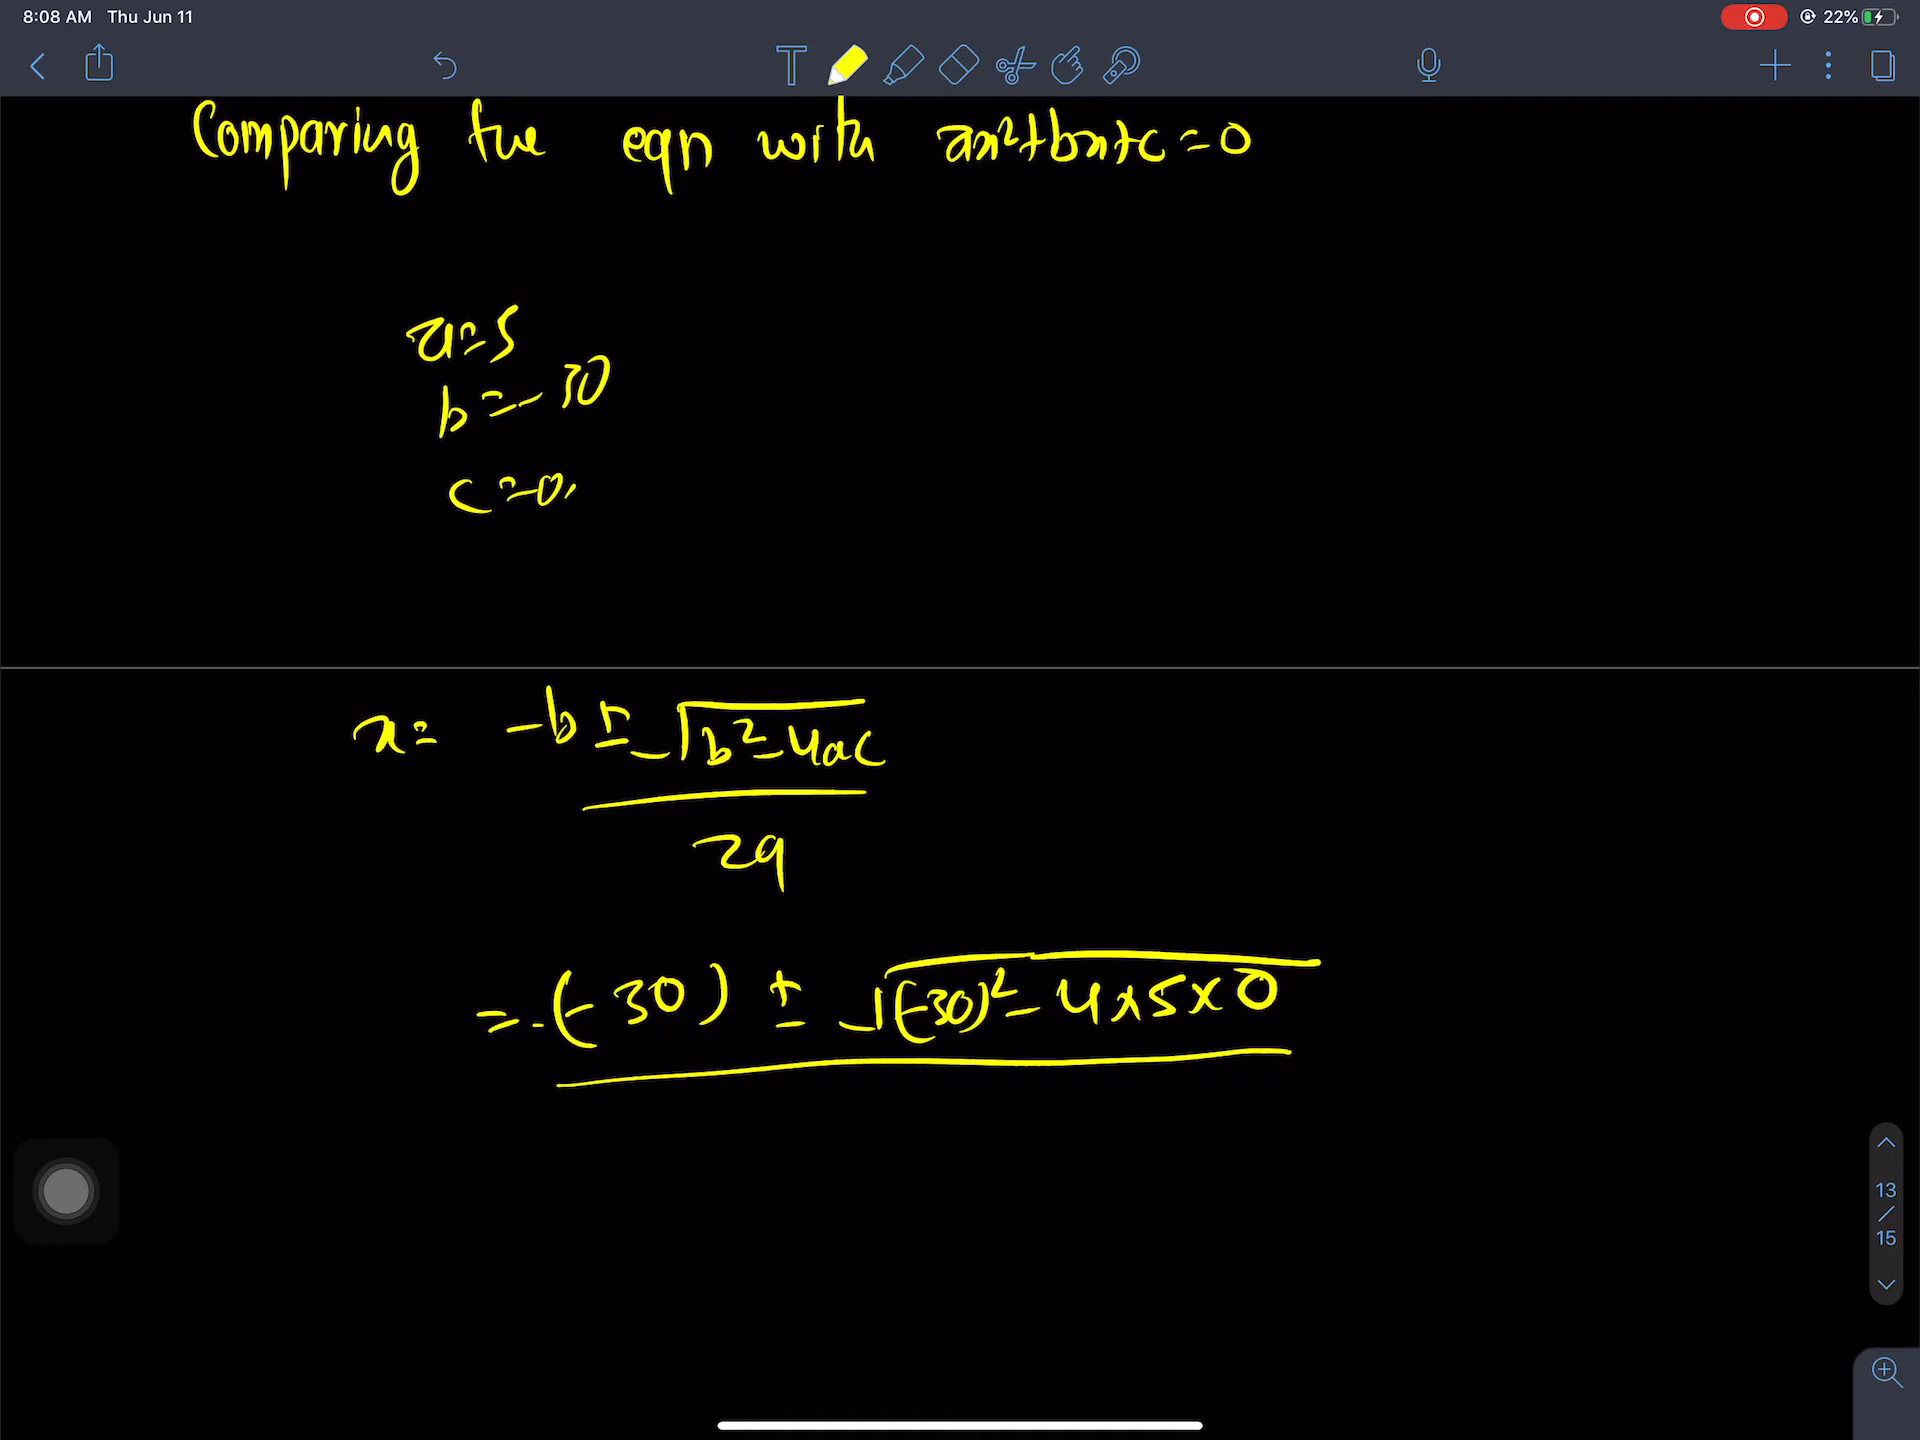 8:08 AM Thu Jun 11
22%
T
Comparing the eqn with ax²+bx+c=0
a=5
b=-30
c=0
x= -b ± √b²-4ac
2a
= -(-30) ± √(-30)²-4×5×0
13
/
15